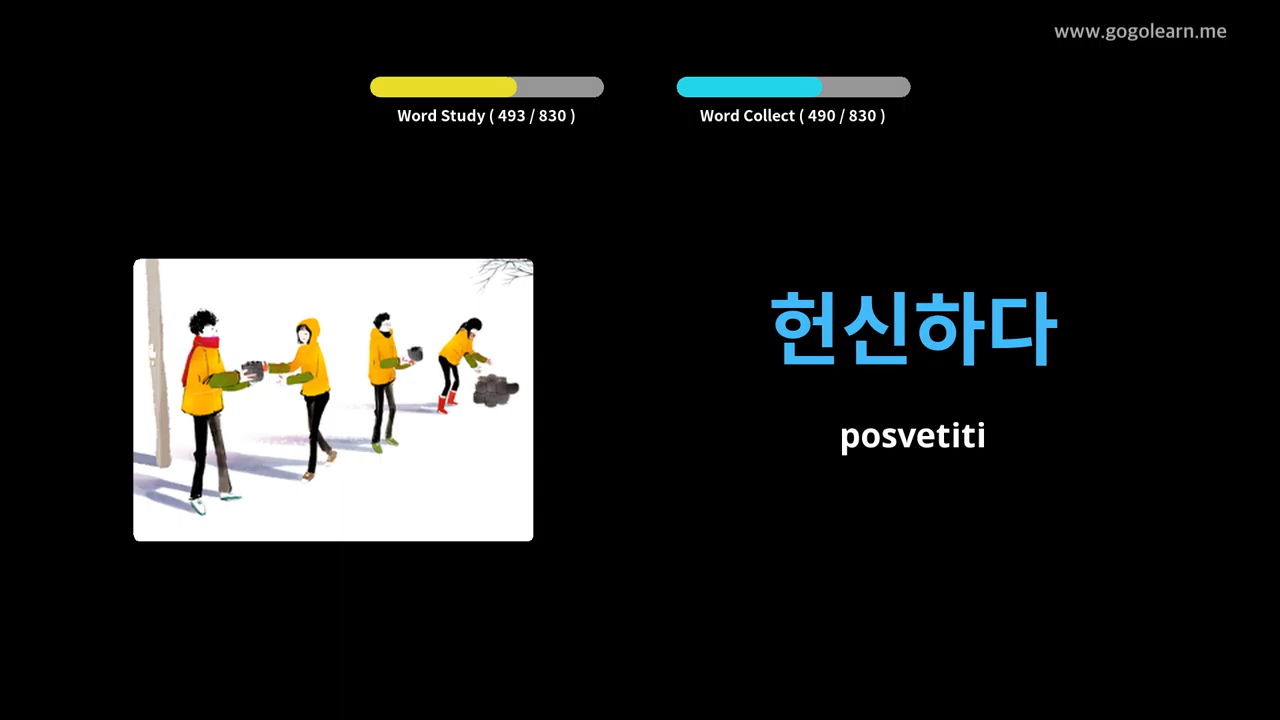 www.gogolearn.me
Word Study ( 493 / 830 )
Word Collect ( 490 / 830 )
헌신하다
posvetiti